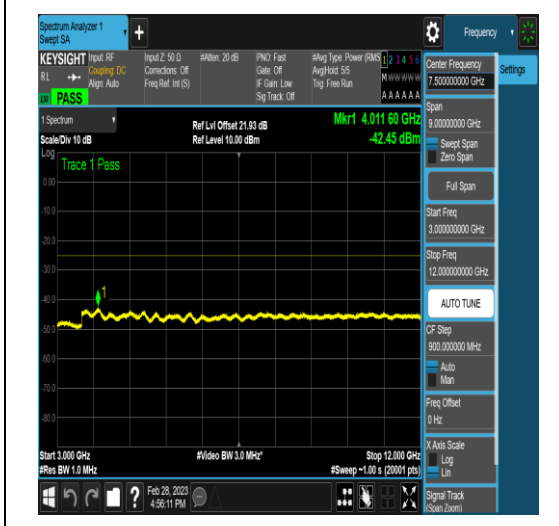 Spectrum Analyzer 1
Swept SA
+
Frequency
KEYSIGHT
Input: RF
Coupling: DC
Align: Auto
Input Z: 50 Ω
Corrections: Off
Freq Ref: Int (S)
#Atten: 20 dB
PNO: Fast
Gate: Off
IF Gain: Low
Sig Track: Off
#Avg Type: Power (RMS
Avg|Hold: 5/5
Trig: Free Run
1 2 3 4 5 6
M W W W W W
A A A A A A
RL
PASS
Center Frequency
7.500000000 GHz
Settings
Span
9.00000000 GHz
Swept Span
Zero Span
Full Span
Start Freq
3.000000000 GHz
Stop Freq
12.000000000 GHz
AUTO TUNE
CF Step
900.000000 MHz
Auto
Man
Freq Offset
0 Hz
X Axis Scale
Log
Lin
Signal Track
(Span Zoom)
1 Spectrum
Scale/Div 10 dB
Ref Lvl Offset 21.93 dB
Ref Level 10.00 dBm
Mkr1 4.011 60 GHz
-42.45 dBm
Log
Trace 1 Pass
0.00
-10.0
-20.0
-30.0
-40.0
-50.0
-60.0
-70.0
-80.0
1
Start 3.000 GHz
#Res BW 1.0 MHz
#Video BW 3.0 MHz*
Stop 12.000 GHz
#Sweep ~1.00 s (20001 pts)
?
Feb 28, 2023
4:56:11 PM